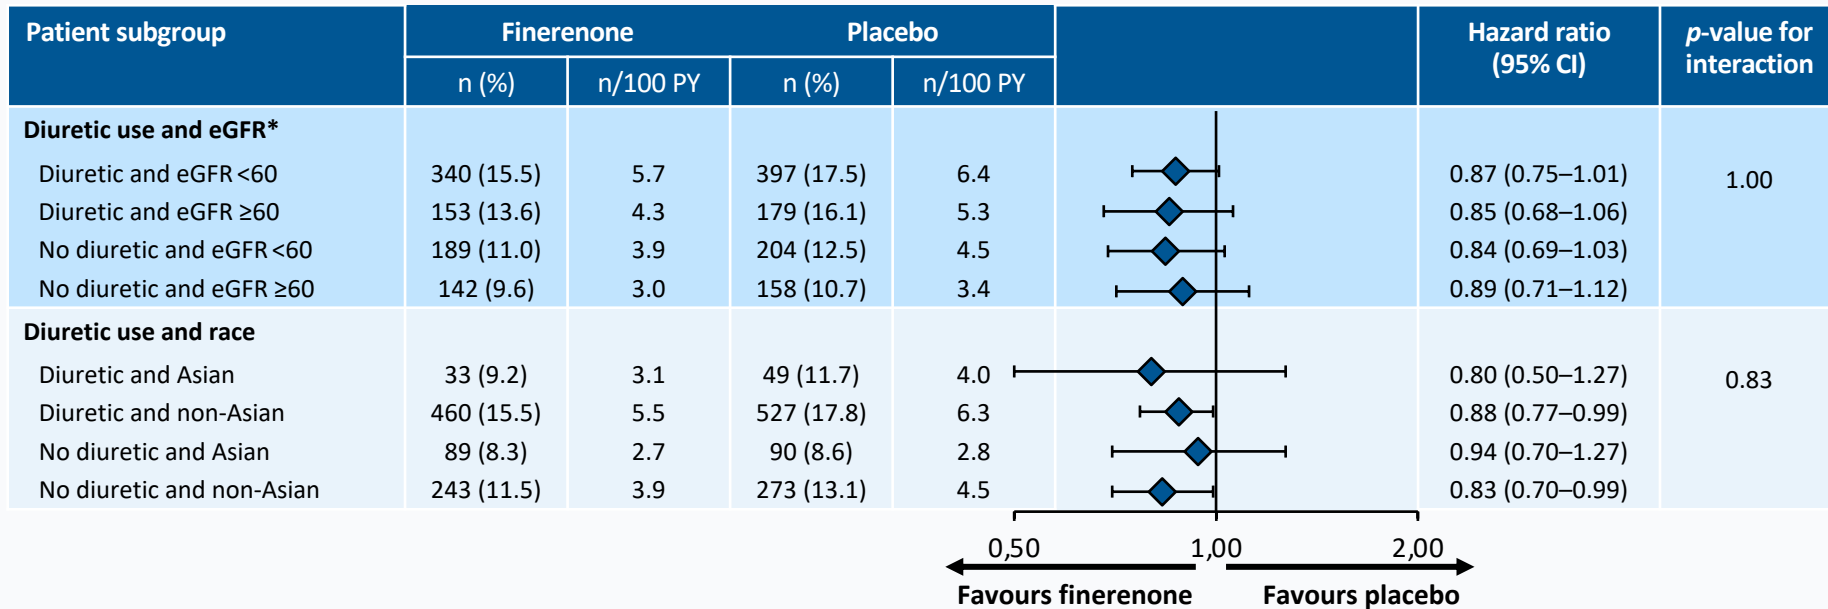 Patient subgroup Finerenone Placebo Hazard ratio (95% CI) p-value for interaction
n (%) n/100 PY n (%) n/100 PY
Diuretic use and eGFR*
Diuretic and eGFR <60 340 (15.5) 5.7 397 (17.5) 6.4 0.87 (0.75–1.01) 1.00
Diuretic and eGFR ≥60 153 (13.6) 4.3 179 (16.1) 5.3 0.85 (0.68–1.06)
No diuretic and eGFR <60 189 (11.0) 3.9 204 (12.5) 4.5 0.84 (0.69–1.03)
No diuretic and eGFR ≥60 142 (9.6) 3.0 158 (10.7) 3.4 0.89 (0.71–1.12)
Diuretic use and race
Diuretic and Asian 33 (9.2) 3.1 49 (11.7) 4.0 0.80 (0.50–1.27) 0.83
Diuretic and non-Asian 460 (15.5) 5.5 527 (17.8) 6.3 0.88 (0.77–0.99)
No diuretic and Asian 89 (8.3) 2.7 90 (8.6) 2.8 0.94 (0.70–1.27)
No diuretic and non-Asian 243 (11.5) 3.9 273 (13.1) 4.5 0.83 (0.70–0.99)
0,50 1,00 2,00
Favours finerenone Favours placebo